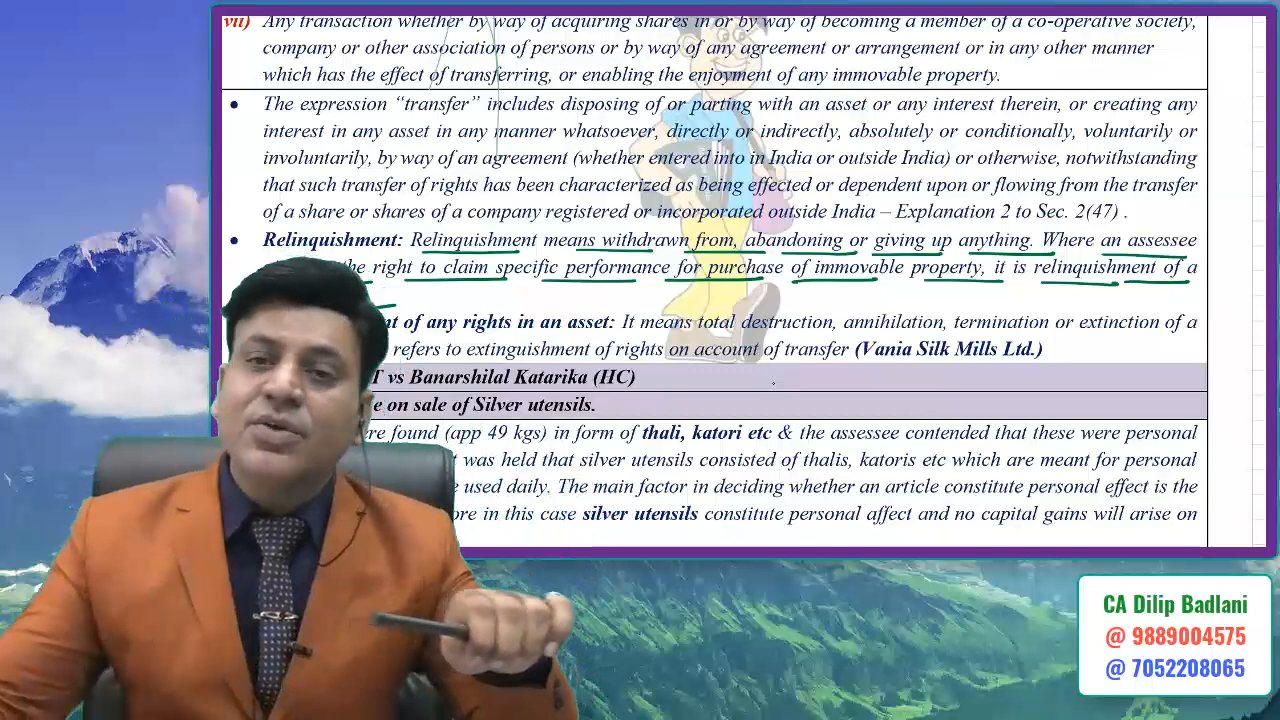 vii) Any transaction whether by way of acquiring shares in or by way of becoming a member of a co-operative society,
company or other association of persons or by way of any agreement or arrangement or in any other manner
which has the effect of transferring, or enabling the enjoyment of any immovable property.
• The expression “transfer” includes disposing of or parting with an asset or any interest therein, or creating any
interest in any asset in any manner whatsoever, directly or indirectly, absolutely or conditionally, voluntarily or
involuntarily, by way of an agreement (whether entered into in India or outside India) or otherwise, notwithstanding
that such transfer of rights has been characterized as being effected or dependent upon or flowing from the transfer
of a share or shares of a company registered or incorporated outside India – Explanation 2 to Sec. 2(47) .
• Relinquishment: Relinquishment means withdrawn from, abandoning or giving up anything. Where an assessee
the right to claim specific performance for purchase of immovable property, it is relinquishment of a
of any rights in an asset: It means total destruction, annihilation, termination or extinction of a
refers to extinguishment of rights on account of transfer (Vania Silk Mills Ltd.)
vs Banarshilal Katarika (HC)
on sale of Silver utensils.
found (app 49 kgs) in form of thali, katori etc & the assessee contended that these were personal
was held that silver utensils consisted of thalis, katoris etc which are meant for personal
used daily. The main factor in deciding whether an article constitute personal effect is the
in this case silver utensils constitute personal affect and no capital gains will arise on
CA Dilip Badlani
@ 9889004575
@ 7052208065